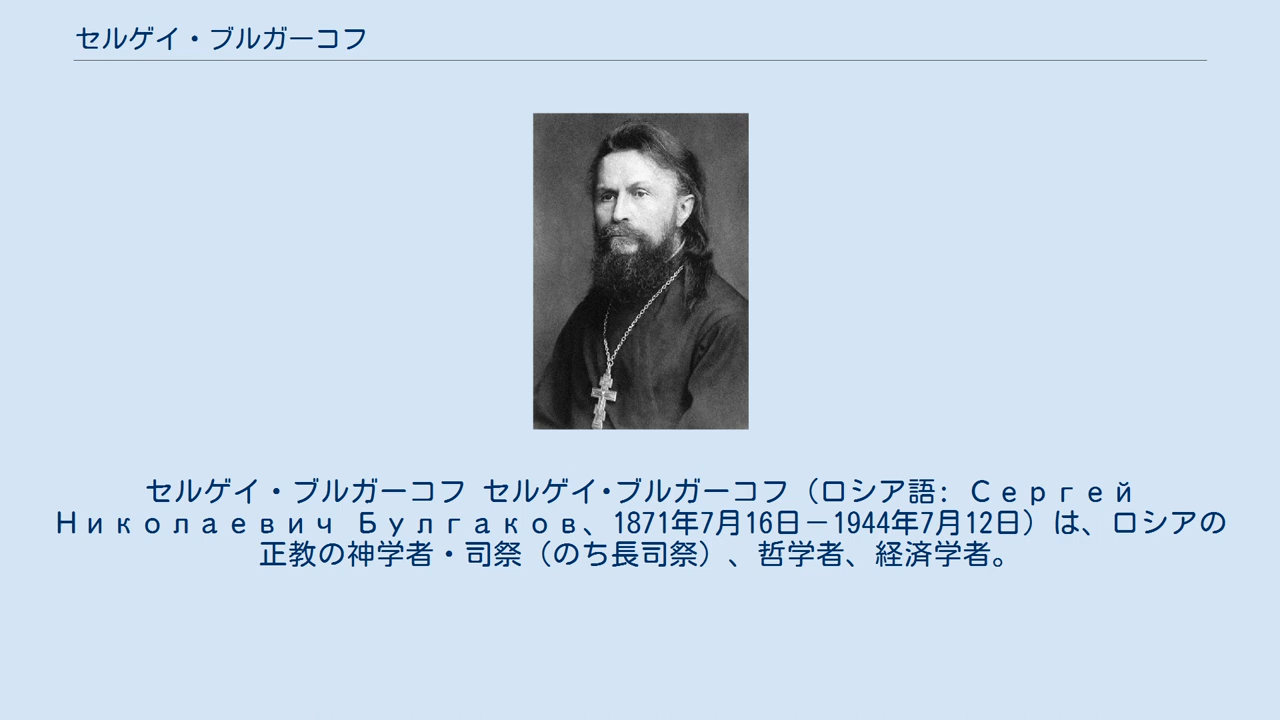 セルゲイ・ブルガーコフ
セルゲイ・ブルガーコフ セルゲイ・ブルガーコフ（ロシア語: Сергей
Николаевич Булгаков、1871年7月16日－1944年7月12日）は、ロシアの
正教の神学者・司祭（のち長司祭）、哲学者、経済学者。